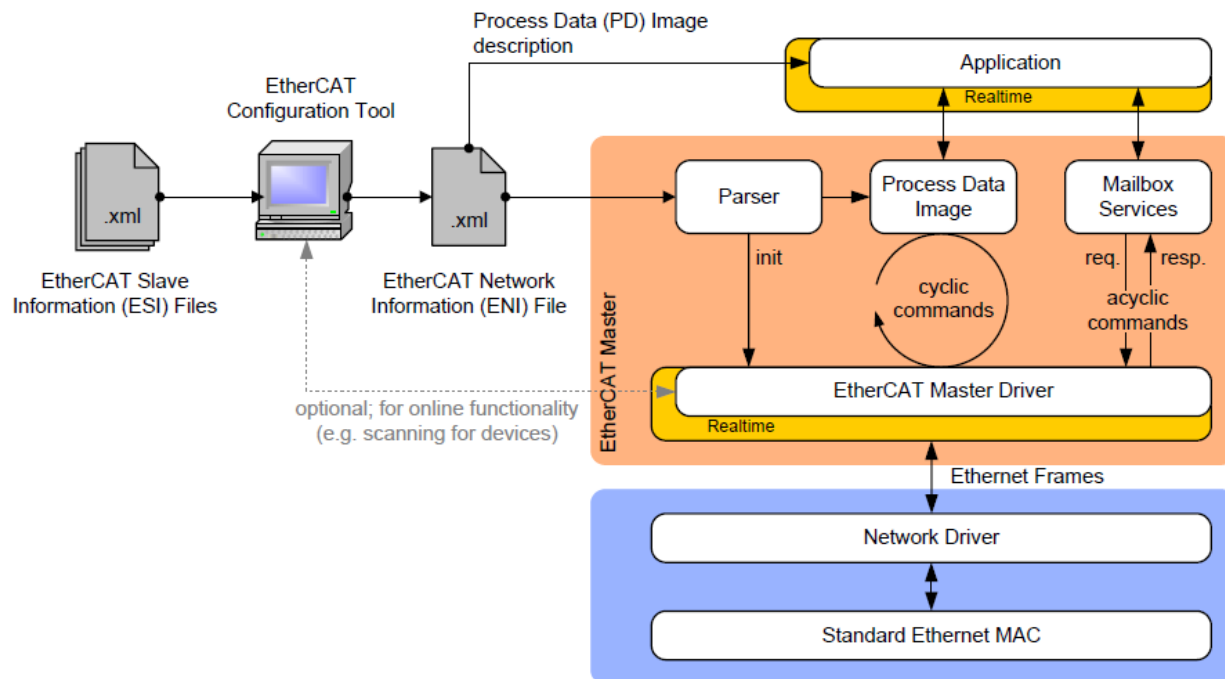 Process Data (PD) Image
description
EtherCAT
Configuration Tool
Application
Realtime
.xml
.xml
Parser
Process Data
Image
Mailbox
Services
init
req.
resp.
EtherCAT Slave
Information (ESI) Files
EtherCAT Network
Information (ENI) File
cyclic
commands
acyclic
commands
EtherCAT Master
EtherCAT Master Driver
Realtime
optional; for online functionality
(e.g. scanning for devices)
Ethernet Frames
Network Driver
Standard Ethernet MAC